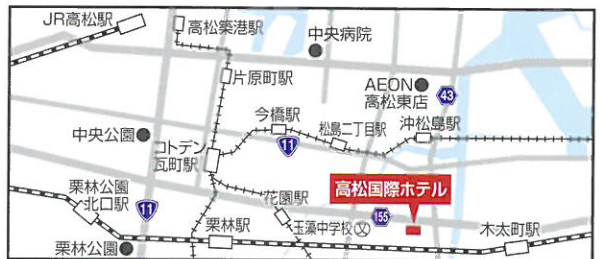 JR高松駅
高松築港駅
中央病院
片原町駅
AEON
高松東店
43
今橋駅
松島二丁目駅
沖松島駅
11
中央公園
コトデン
瓦町駅
高松国際ホテル
栗林公園
北口駅
11
花園駅
155
玉藻中学校
文
栗林駅
木太町駅
栗林公園